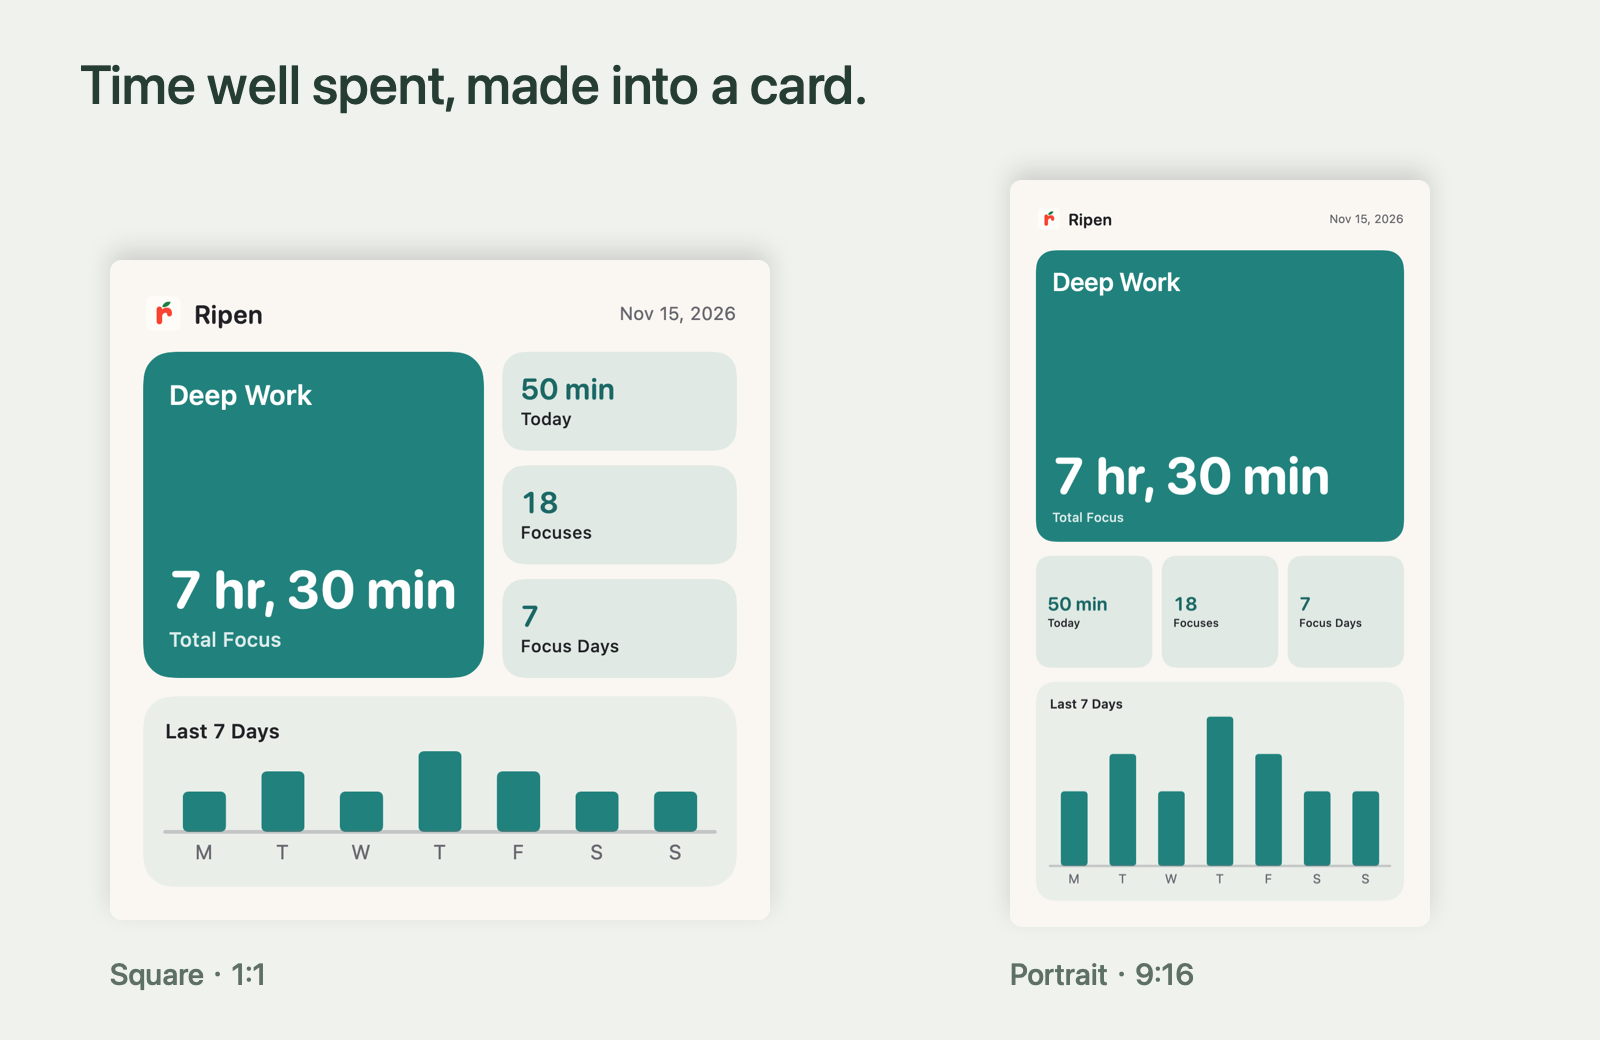 Time well spent, made into a card.
Ripen
Nov 15, 2026
Deep Work
7 hr, 30 min
Total Focus
50 min
Today
18
Focuses
7
Focus Days
Last 7 Days
M T W T F S S
Square · 1:1
Ripen
Nov 15, 2026
Deep Work
7 hr, 30 min
Total Focus
50 min
Today
18
Focuses
7
Focus Days
Last 7 Days
M T W T F S S
Portrait · 9:16